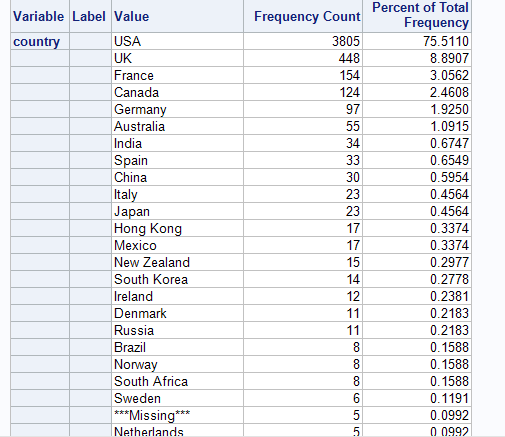 Variable Label Value Frequency Count Percent of Total Frequency
country USA 3805 75.5110
UK 448 8.8907
France 154 3.0562
Canada 124 2.4608
Germany 97 1.9250
Australia 55 1.0915
India 34 0.6747
Spain 33 0.6549
China 30 0.5954
Italy 23 0.4564
Japan 23 0.4564
Hong Kong 17 0.3374
Mexico 17 0.3374
New Zealand 15 0.2977
South Korea 14 0.2778
Ireland 12 0.2381
Denmark 11 0.2183
Russia 11 0.2183
Brazil 8 0.1588
Norway 8 0.1588
South Africa 8 0.1588
Sweden 6 0.1191
***Missing*** 5 0.0992
Netherlands 5 0.0992